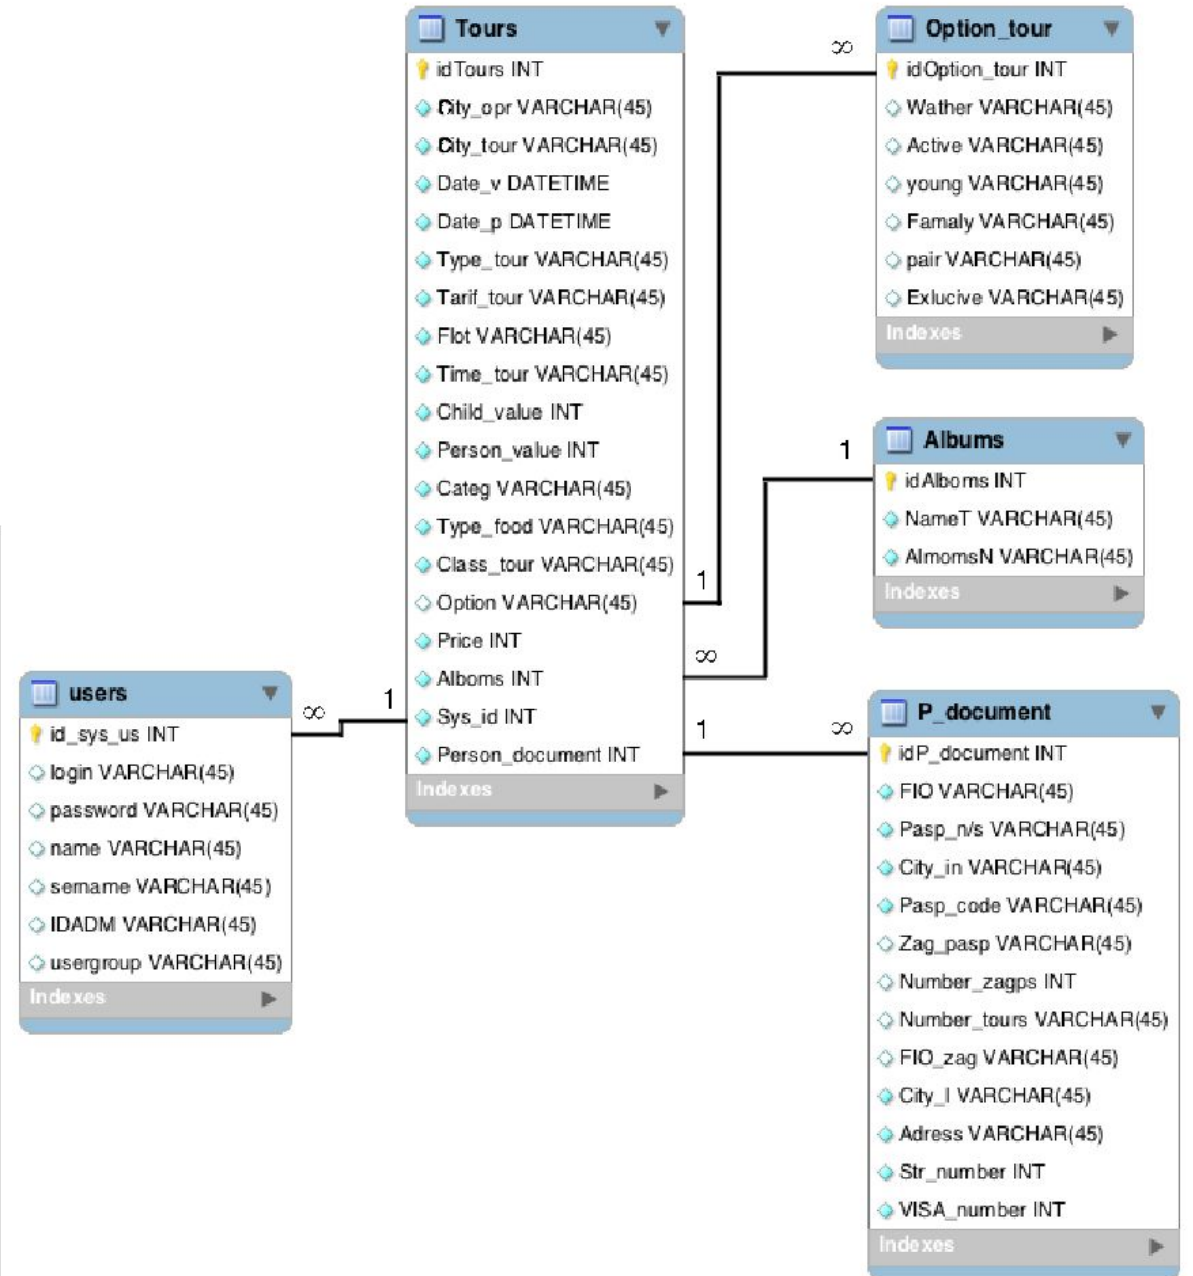 Tours
idTours INT
City_opr VARCHAR(45)
City_tour VARCHAR(45)
Date_v DATETIME
Date_p DATETIME
Type_tour VARCHAR(45)
Tarif_tour VARCHAR(45)
Flot VARCHAR(45)
Time_tour VARCHAR(45)
Child_value INT
Person_value INT
Categ VARCHAR(45)
Type_food VARCHAR(45)
Class_tour VARCHAR(45)
Option VARCHAR(45)
Price INT
Alboms INT
Sys_id INT
Person_document INT
Indexes
1
∞
1
1
∞
Option_tour
idOption_tour INT
Wather VARCHAR(45)
Active VARCHAR(45)
young VARCHAR(45)
Famaly VARCHAR(45)
pair VARCHAR(45)
Exlucive VARCHAR(45)
Indexes
1
Albums
idAlboms INT
NameT VARCHAR(45)
AlmomsN VARCHAR(45)
Indexes
∞
users
id_sys_us INT
login VARCHAR(45)
password VARCHAR(45)
name VARCHAR(45)
sername VARCHAR(45)
IDADM VARCHAR(45)
usergroup VARCHAR(45)
Indexes
∞
1
P_document
idP_document INT
FIO VARCHAR(45)
Pasp_n/s VARCHAR(45)
City_in VARCHAR(45)
Pasp_code VARCHAR(45)
Zag_pasp VARCHAR(45)
Number_zagps INT
Number_tours VARCHAR(45)
FIO_zag VARCHAR(45)
City_l VARCHAR(45)
Adress VARCHAR(45)
Str_number INT
VISA_number INT
Indexes